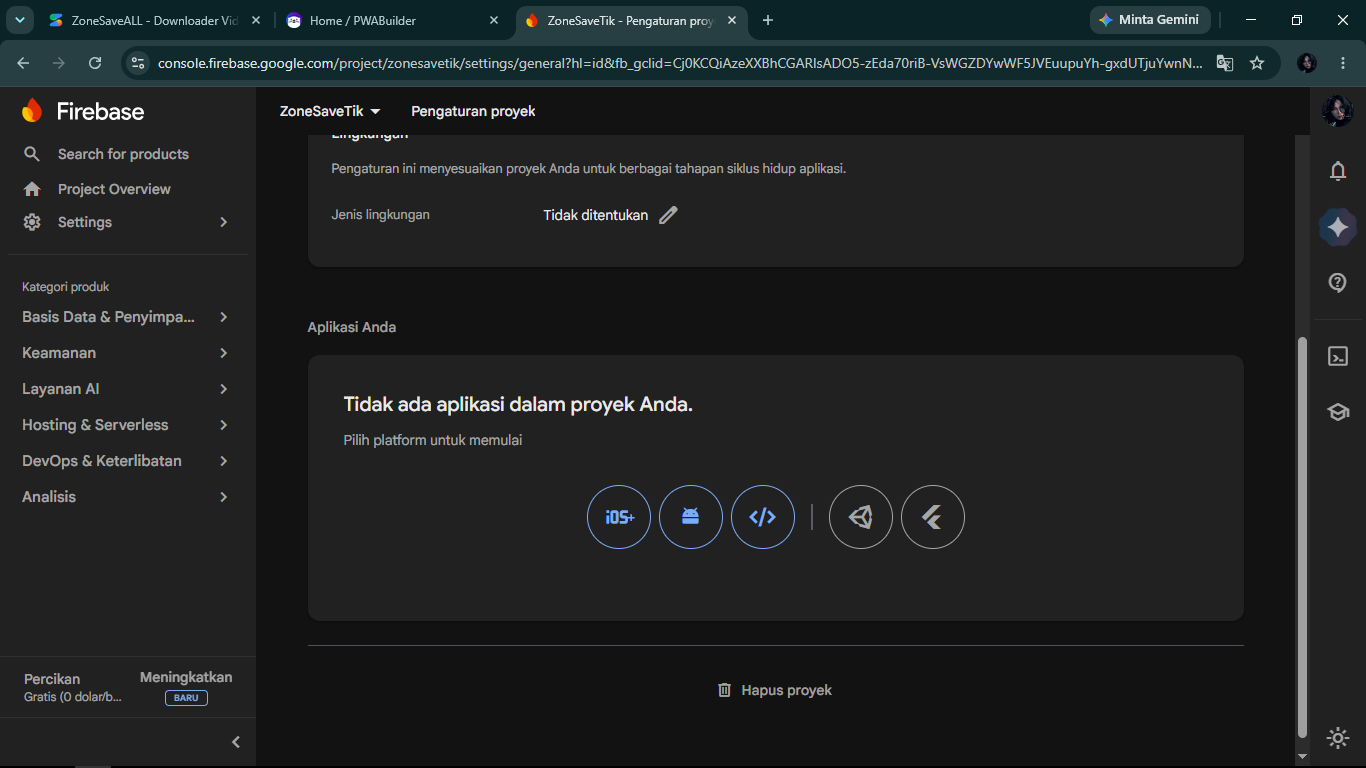 ZoneSaveALL - Downloader Vid
Home / PWABuilder
ZoneSaveTik - Pengaturan proy
Minta Gemini
console.firebase.google.com/project/zonesavetik/settings/general?hl=id&fb_gclid=Cj0KCQiAzeXXBhCGARIsADO5-zEda70riB-VsWGZDYwWF5JVEuupuYh-gxdUTjuYwnN...
Firebase
ZoneSaveTik
Pengaturan proyek
Search for products
Project Overview
Settings
Kategori produk
Basis Data & Penyimpa...
Keamanan
Layanan AI
Hosting & Serverless
DevOps & Keterlibatan
Analisis
Percikan
Gratis (0 dolar/b...
Meningkatkan
BARU
Lingkungan
Pengaturan ini menyesuaikan proyek Anda untuk berbagai tahapan siklus hidup aplikasi.
Jenis lingkungan
Tidak ditentukan
Aplikasi Anda
Tidak ada aplikasi dalam proyek Anda.
Pilih platform untuk memulai
iOS+
Hapus proyek